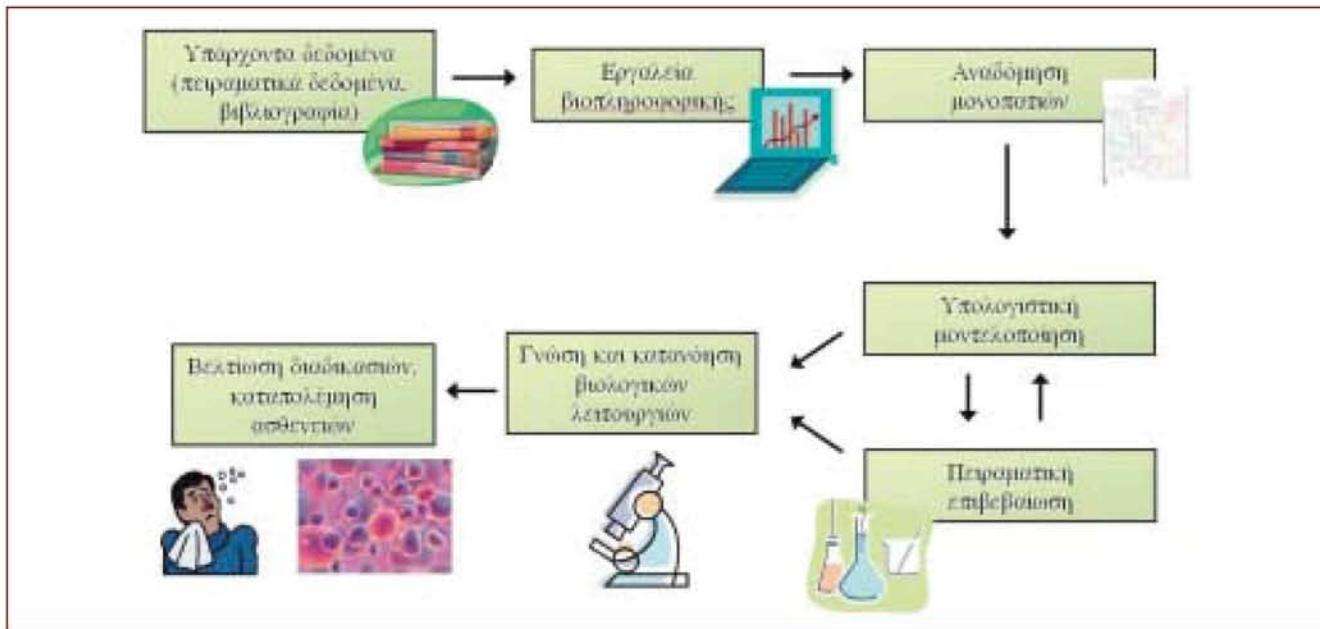 Υπάρχοντα δεδομένα
(πειραματικά δεδομένα,
βιβλιογραφία)
Εργαλεία
βιοπληροφορικής
Αναδόμηση
μονοπατιών
Υπολογιστική
μοντελοποίηση
Πειραματική
επιβεβαίωση
Γνώση και κατανόηση
βιολογικών
λειτουργιών
Βελτίωση διαδικασιών,
καταπολέμηση
ασθενειών